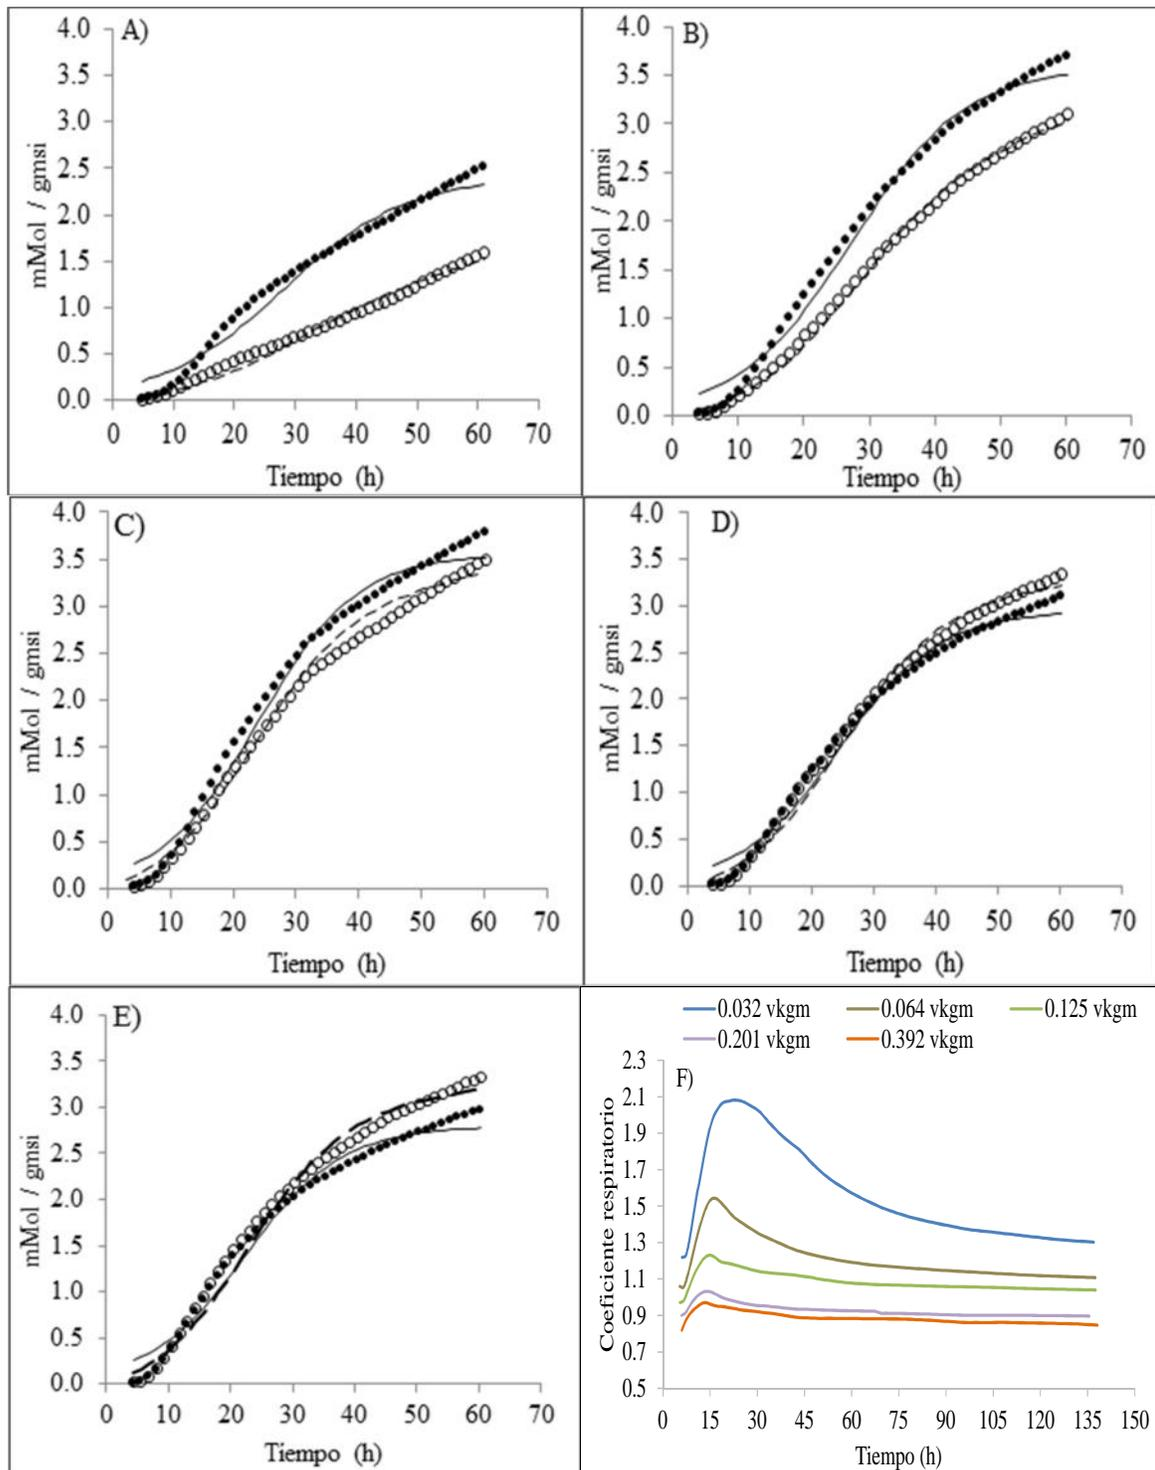 A)
4.0
3.5
3.0
2.5
2.0
1.5
1.0
0.5
0.0
mMol / gmsi
0 10 20 30 40 50 60 70
Tiempo (h)
B)
4.0
3.5
3.0
2.5
2.0
1.5
1.0
0.5
0.0
mMol / gmsi
0 10 20 30 40 50 60 70
Tiempo (h)
C)
4.0
3.5
3.0
2.5
2.0
1.5
1.0
0.5
0.0
mMol / gmsi
0 10 20 30 40 50 60 70
Tiempo (h)
D)
4.0
3.5
3.0
2.5
2.0
1.5
1.0
0.5
0.0
mMol / gmsi
0 10 20 30 40 50 60 70
Tiempo (h)
E)
4.0
3.5
3.0
2.5
2.0
1.5
1.0
0.5
0.0
mMol / gmsi
0 10 20 30 40 50 60 70
Tiempo (h)
0.032 vkgm 0.064 vkgm 0.125 vkgm
0.201 vkgm 0.392 vkgm
F)
2.3
2.1
1.9
1.7
1.5
1.3
1.1
0.9
0.7
0.5
Coeficiente respiratorio
0 15 30 45 60 75 90 105 120 135 150
Tiempo (h)